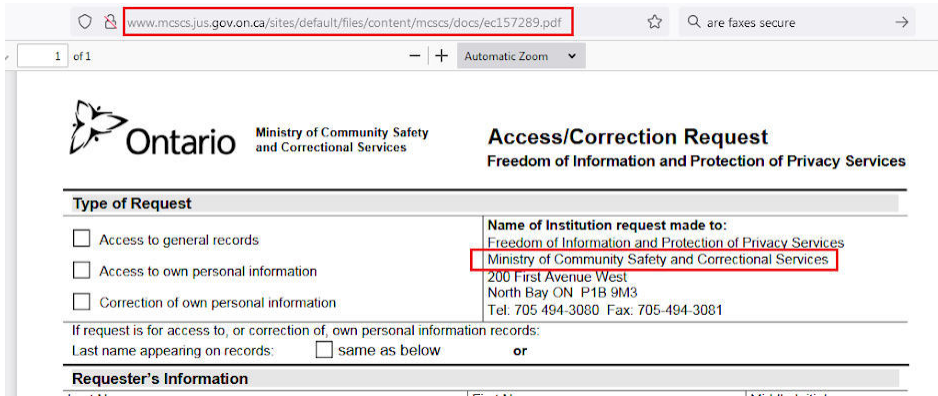 www.mcscs.jus.gov.on.ca/sites/default/files/content/mcscs/docs/ec157289.pdf
are faxes secure
1 of 1
Automatic Zoom
Ontario
Ministry of Community Safety
and Correctional Services
Access/Correction Request
Freedom of Information and Protection of Privacy Services
Type of Request
Access to general records
Access to own personal information
Correction of own personal information
Name of Institution request made to:
Freedom of Information and Protection of Privacy Services
Ministry of Community Safety and Correctional Services
200 First Avenue West
North Bay ON P1B 9M3
Tel: 705 494-3080 Fax: 705-494-3081
If request is for access to, or correction of, own personal information records:
Last name appearing on records: same as below or
Requester's Information